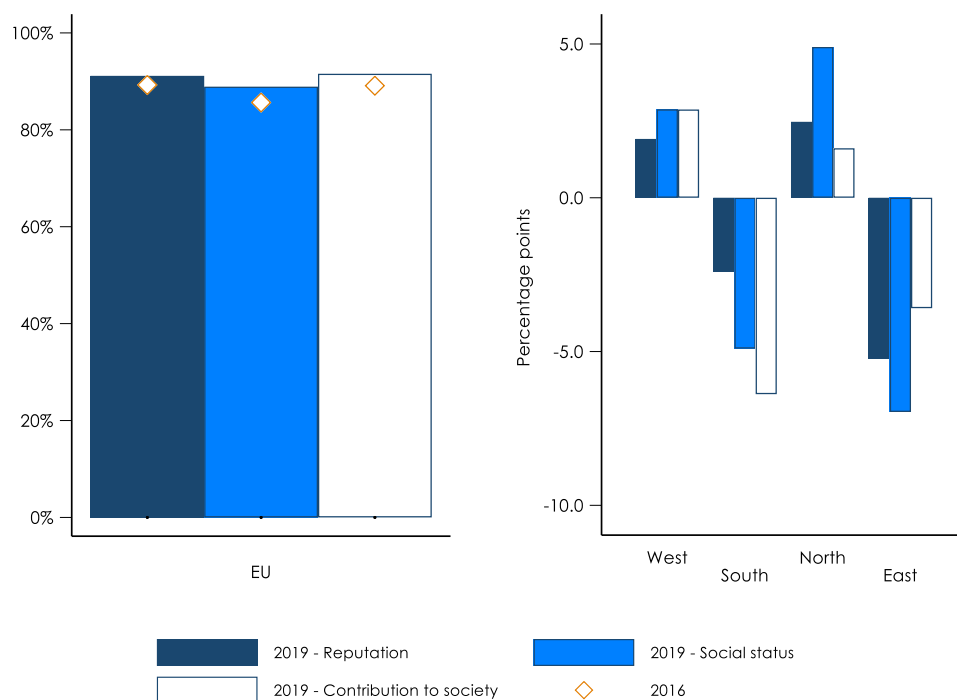 100%
80%
60%
40%
20%
0%
EU
Percentage points
5.0
0.0
-5.0
-10.0
West
South
North
East
2019 - Reputation
2019 - Social status
2019 - Contribution to society
2016